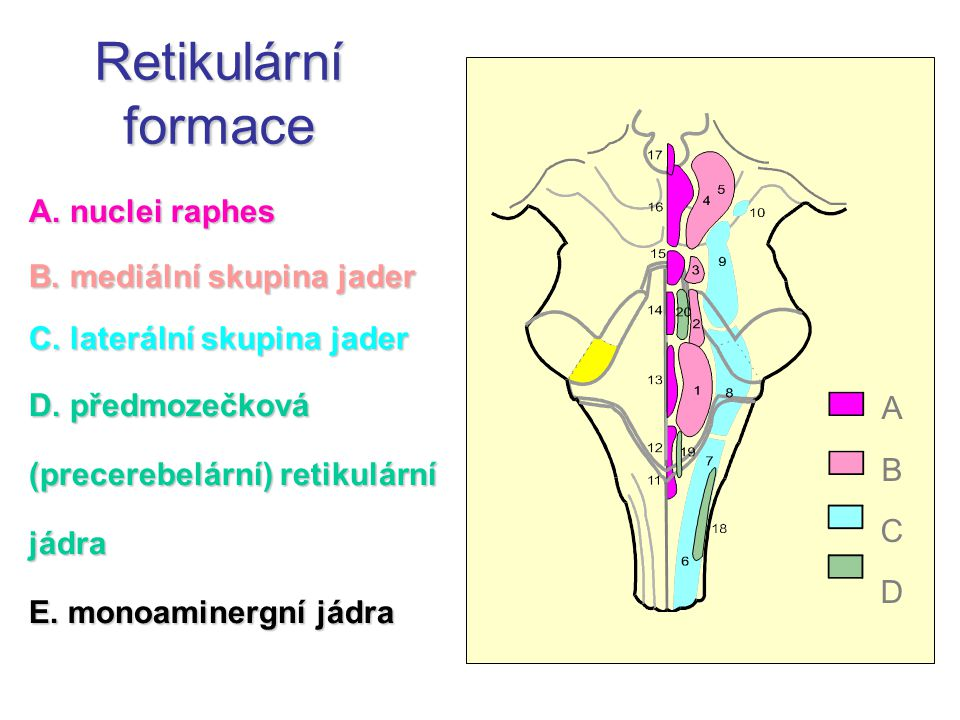 Retikulární
formace
A. nuclei raphes
B. mediální skupina jader
C. laterální skupina jader
D. předmozečková
(precerebelární) retikulární
jádra
E. monoaminergní jádra
17
5
4
16
10
15
9
3
14
20
2
13
1
8
12
19
7
11
18
6
A
B
C
D